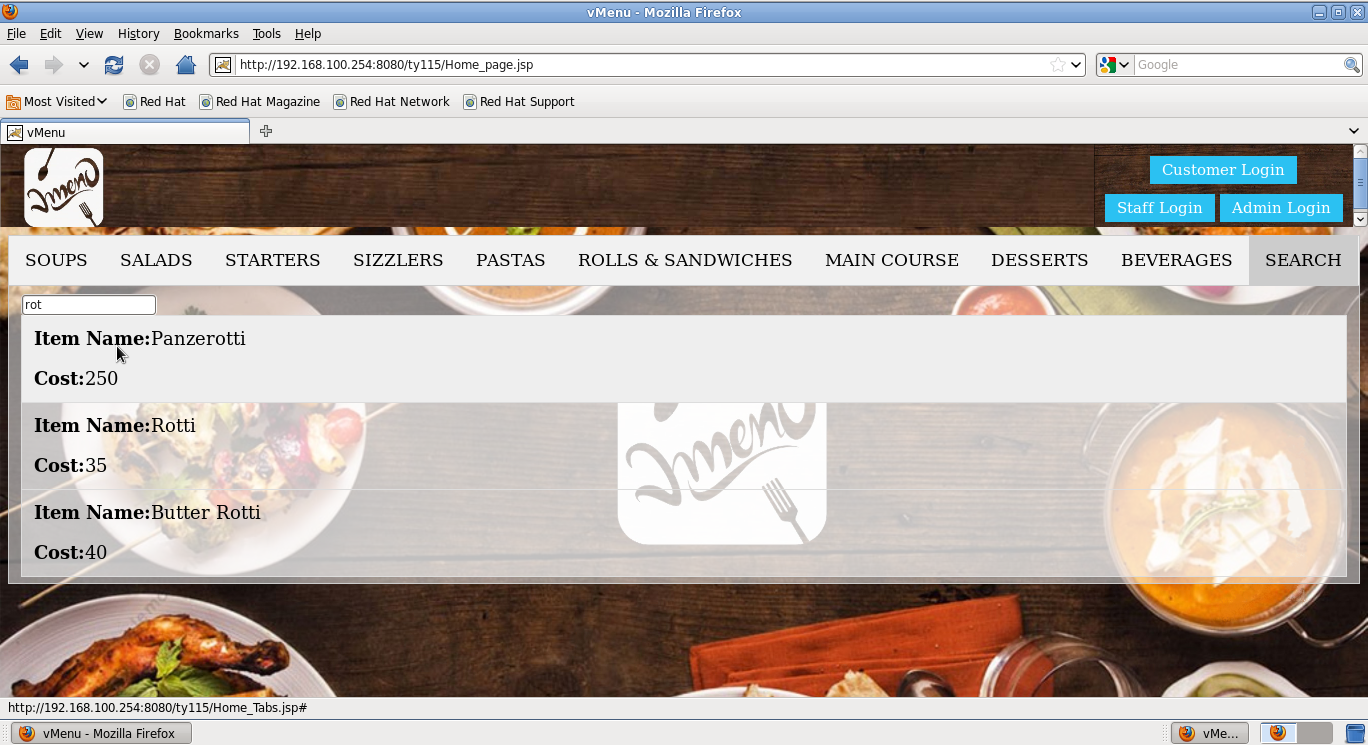 vMenu - Mozilla Firefox
File Edit View History Bookmarks Tools Help
http://192.168.100.254:8080/ty115/Home_page.jsp
Google
Most Visited Red Hat Red Hat Magazine Red Hat Network Red Hat Support
vMenu
Vmenu
Customer Login
Staff Login Admin Login
SOUPS SALADS STARTERS SIZZLERS PASTAS ROLLS & SANDWICHES MAIN COURSE DESSERTS BEVERAGES SEARCH
rot
Item Name:Panzerotti
Cost:250
Item Name:Rotti
Cost:35
Vmenu
Item Name:Butter Rotti
Cost:40
http://192.168.100.254:8080/ty115/Home_Tabs.jsp#
vMenu - Mozilla Firefox
vMe...